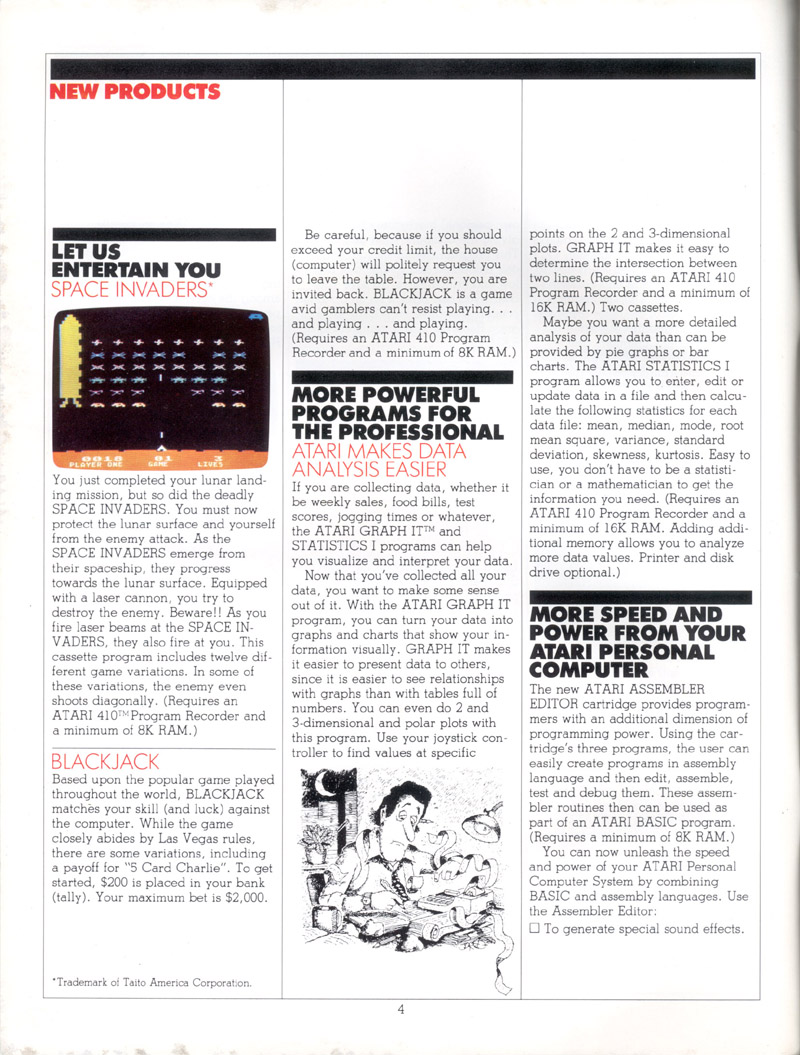 NEW PRODUCTS
LET US
ENTERTAIN YOU
SPACE INVADERS*
0010 01 3
PLAYER ONE GAME LIVES
You just completed your lunar land-
ing mission, but so did the deadly
SPACE INVADERS. You must now
protect the lunar surface and yourself
from the enemy attack. As the
SPACE INVADERS emerge from
their spaceship, they progress
towards the lunar surface. Equipped
with a laser cannon, you try to
destroy the enemy. Beware!! As you
fire laser beams at the SPACE IN-
VADERS, they also fire at you. This
cassette program includes twelve dif-
ferent game variations. In some of
these variations, the enemy even
shoots diagonally. (Requires an
ATARI 410™ Program Recorder and
a minimum of 8K RAM.)
BLACKJACK
Based upon the popular game played
throughout the world, BLACKJACK
matches your skill (and luck) against
the computer. While the game
closely abides by Las Vegas rules,
there are some variations, including
a payoff for "5 Card Charlie". To get
started, $200 is placed in your bank
(tally). Your maximum bet is $2,000.
*Trademark of Taito America Corporation.
Be careful, because if you should
exceed your credit limit, the house
(computer) will politely request you
to leave the table. However, you are
invited back. BLACKJACK is a game
avid gamblers can't resist playing. . .
and playing . . . and playing.
(Requires an ATARI 410 Program
Recorder and a minimum of 8K RAM.)
MORE POWERFUL
PROGRAMS FOR
THE PROFESSIONAL
ATARI MAKES DATA
ANALYSIS EASIER
If you are collecting data, whether it
be weekly sales, food bills, test
scores, jogging times or whatever,
the ATARI GRAPH IT™ and
STATISTICS I programs can help
you visualize and interpret your data.
Now that you've collected all your
data, you want to make some sense
out of it. With the ATARI GRAPH IT
program, you can turn your data into
graphs and charts that show your in-
formation visually. GRAPH IT makes
it easier to present data to others,
since it is easier to see relationships
with graphs than with tables full of
numbers. You can even do 2 and
3-dimensional and polar plots with
this program. Use your joystick con-
troller to find values at specific
points on the 2 and 3-dimensional
plots. GRAPH IT makes it easy to
determine the intersection between
two lines. (Requires an ATARI 410
Program Recorder and a minimum of
16K RAM.) Two cassettes.
Maybe you want a more detailed
analysis of your data than can be
provided by pie graphs or bar
charts. The ATARI STATISTICS I
program allows you to enter, edit or
update data in a file and then calcu-
late the following statistics for each
data file: mean, median, mode, root
mean square, variance, standard
deviation, skewness, kurtosis. Easy to
use, you don't have to be a statisti-
cian or a mathematician to get the
information you need. (Requires an
ATARI 410 Program Recorder and a
minimum of 16K RAM. Adding addi-
tional memory allows you to analyze
more data values. Printer and disk
drive optional.)
MORE SPEED AND
POWER FROM YOUR
ATARI PERSONAL
COMPUTER
The new ATARI ASSEMBLER
EDITOR cartridge provides program-
mers with an additional dimension of
programming power. Using the car-
tridge's three programs, the user can
easily create programs in assembly
language and then edit, assemble,
test and debug them. These assem-
bler routines then can be used as
part of an ATARI BASIC program.
(Requires a minimum of 8K RAM.)
You can now unleash the speed
and power of your ATARI Personal
Computer System by combining
BASIC and assembly languages. Use
the Assembler Editor:
☐ To generate special sound effects.
4